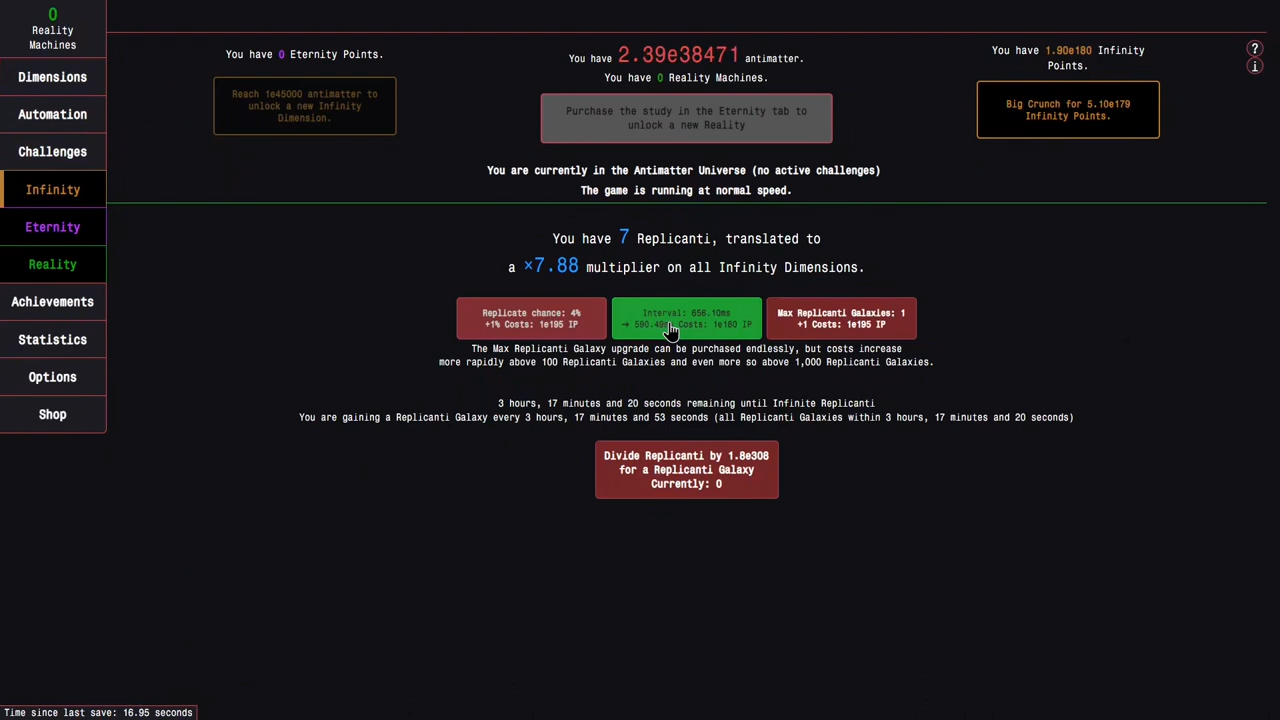 0
Reality
Machines
Dimensions
Automation
Challenges
Infinity
Eternity
Reality
Achievements
Statistics
Options
Shop
You have 0 Eternity Points.
Reach 1e45000 antimatter to
unlock a new Infinity
Dimension.
You have 2.39e38471 antimatter.
You have 0 Reality Machines.
Purchase the study in the Eternity tab to
unlock a new Reality
You have 1.90e180 Infinity
Points.
Big Crunch for 5.10e179
Infinity Points.
?
i
You are currently in the Antimatter Universe (no active challenges)
The game is running at normal speed.
You have 7 Replicanti, translated to
a ×7.88 multiplier on all Infinity Dimensions.
Replicate chance: 4%
+1% Costs: 1e195 IP
Interval: 656.10ms
→ 590.49ms Costs: 1e180 IP
Max Replicanti Galaxies: 1
+1 Costs: 1e195 IP
The Max Replicanti Galaxy upgrade can be purchased endlessly, but costs increase
more rapidly above 100 Replicanti Galaxies and even more so above 1,000 Replicanti Galaxies.
3 hours, 17 minutes and 20 seconds remaining until Infinite Replicanti
You are gaining a Replicanti Galaxy every 3 hours, 17 minutes and 53 seconds (all Replicanti Galaxies within 3 hours, 17 minutes and 20 seconds)
Divide Replicanti by 1.8e308
for a Replicanti Galaxy
Currently: 0
Time since last save: 16.95 seconds